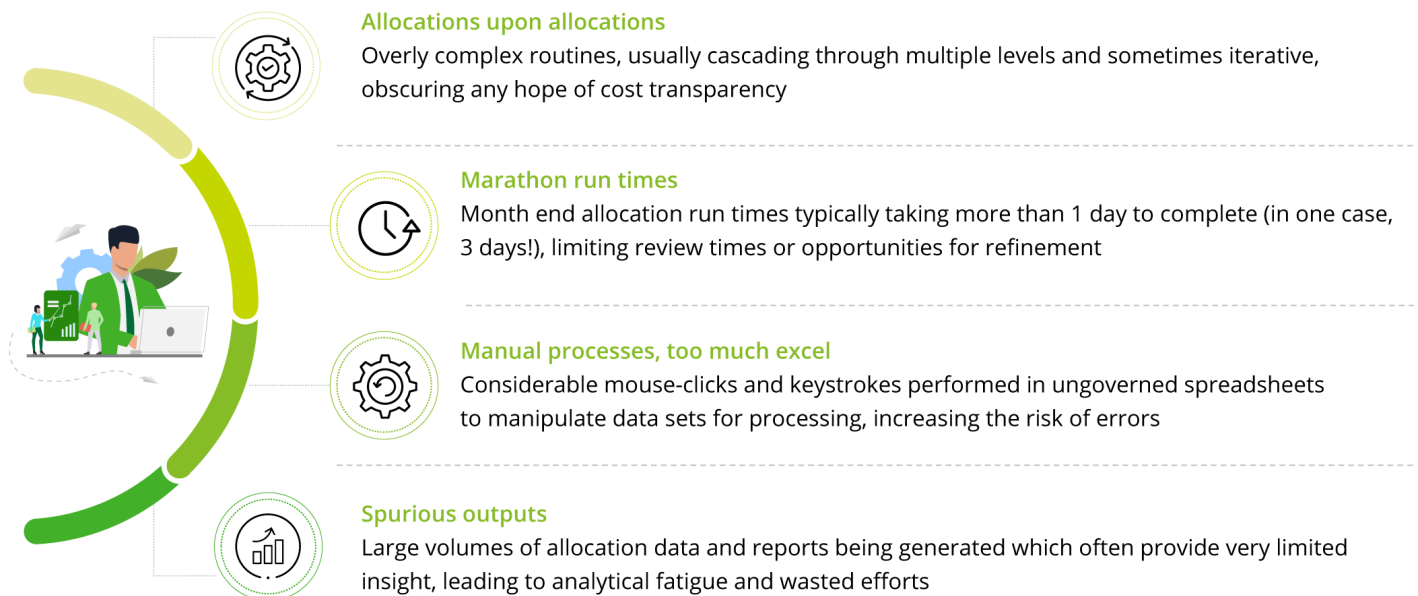 Allocations upon allocations
Overly complex routines, usually cascading through multiple levels and sometimes iterative,
obscuring any hope of cost transparency
Marathon run times
Month end allocation run times typically taking more than 1 day to complete (in one case,
3 days!), limiting review times or opportunities for refinement
Manual processes, too much excel
Considerable mouse-clicks and keystrokes performed in ungoverned spreadsheets
to manipulate data sets for processing, increasing the risk of errors
Spurious outputs
Large volumes of allocation data and reports being generated which often provide very limited
insight, leading to analytical fatigue and wasted efforts